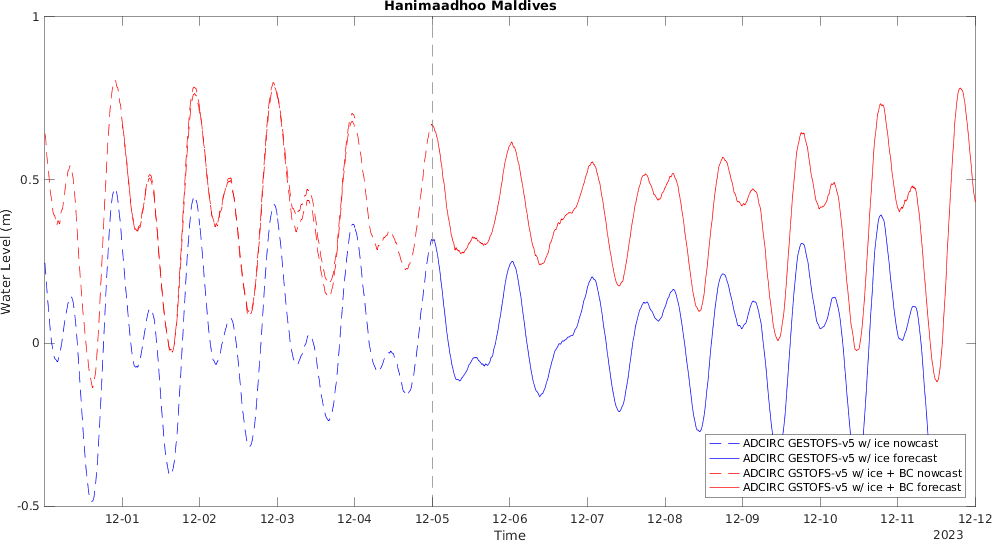 Hanimaadhoo Maldives
1
0.5
0
-0.5
Water Level (m)
12-01
12-02
12-03
12-04
12-05
12-06
12-07
12-08
12-09
12-10
12-11
12-12
Time
2023
ADCIRC GESTOFS-v5 w/ ice nowcast
ADCIRC GESTOFS-v5 w/ ice forecast
ADCIRC GSTOFS-v5 w/ ice + BC nowcast
ADCIRC GSTOFS-v5 w/ ice + BC forecast